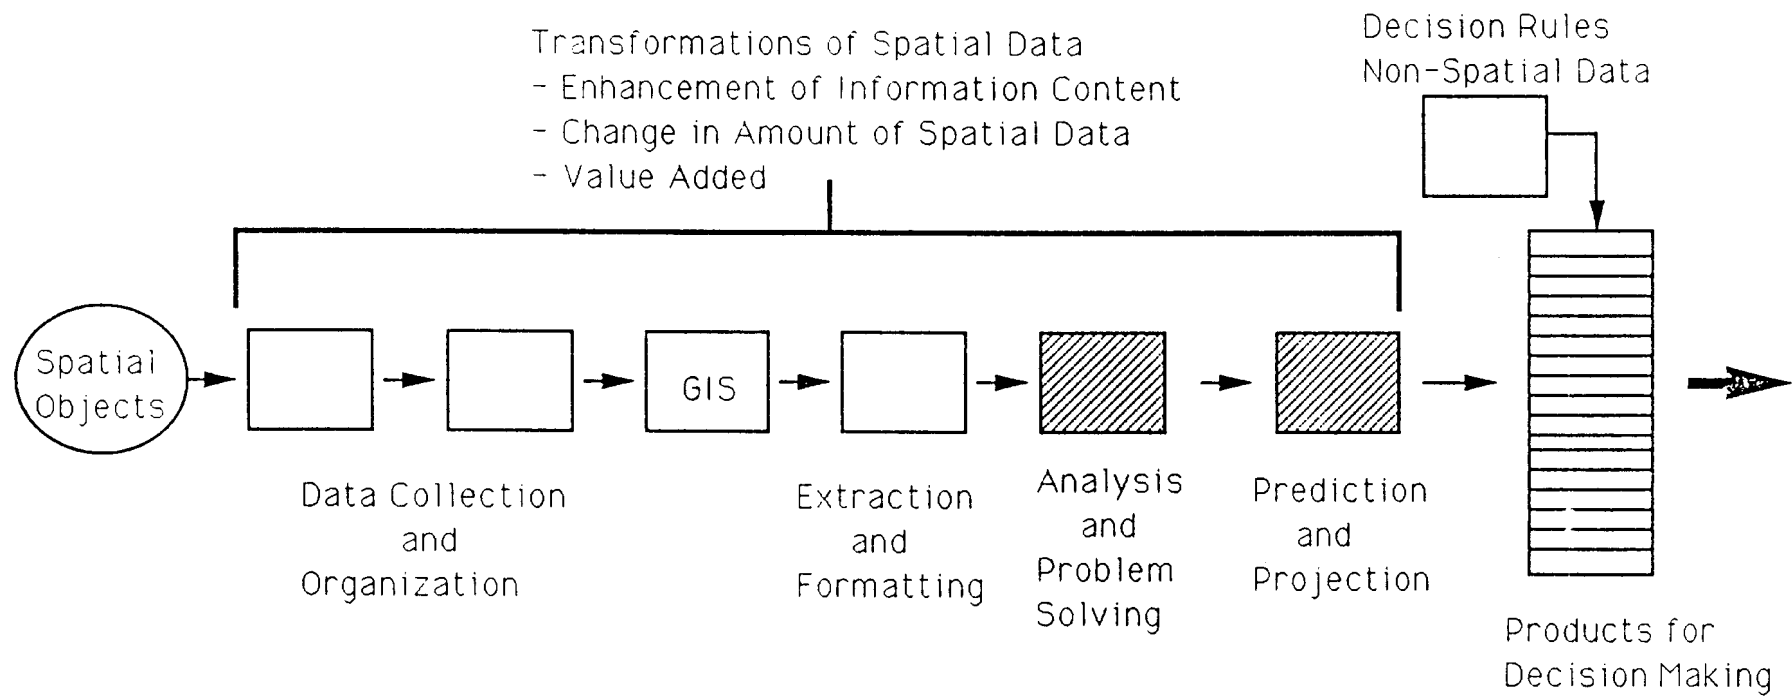 Transformations of Spatial Data
- Enhancement of Information Content
- Change in Amount of Spatial Data
- Value Added
Decision Rules
Non-Spatial Data
Spatial
Objects
GIS
Data Collection
and
Organization
Extraction
and
Formatting
Analysis
and
Problem
Solving
Prediction
and
Projection
Products for
Decision Making